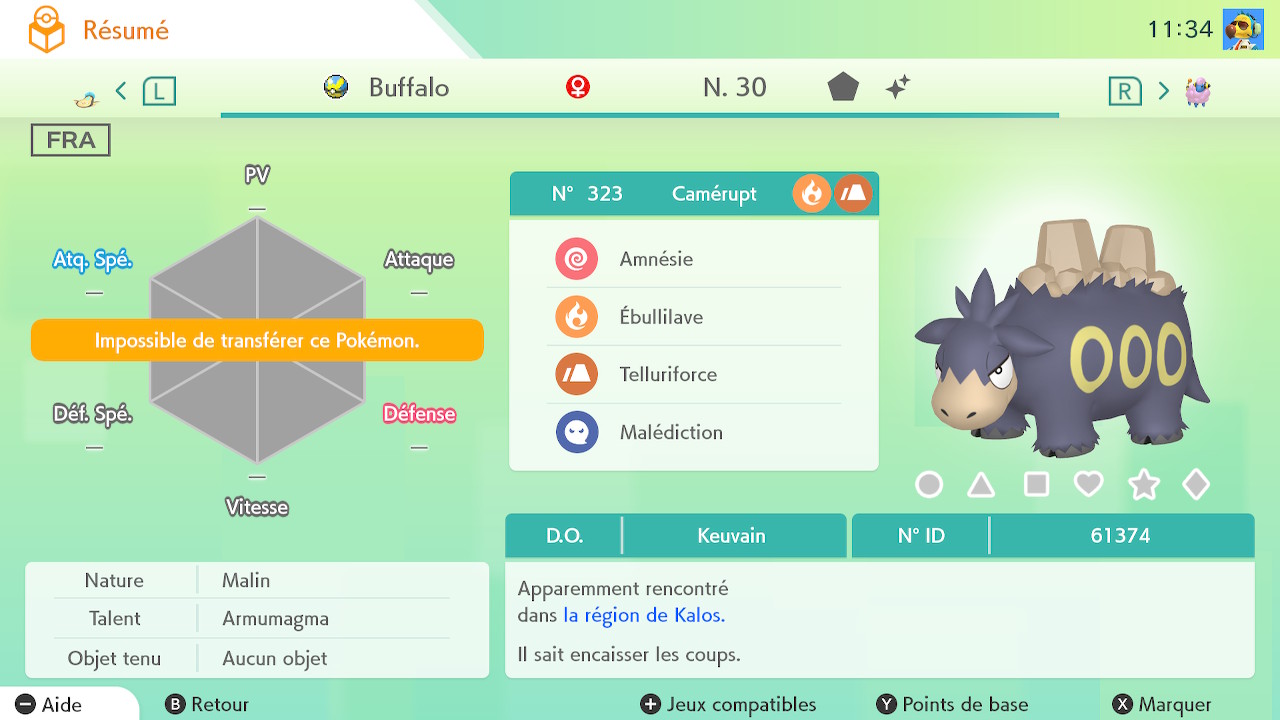 Résumé
11:34
L
Buffalo
N. 30
R
FRA
PV
Atq. Spé.
Attaque
Impossible de transférer ce Pokémon.
Déf. Spé.
Défense
Vitesse
N° 323 Camérupt
Amnésie
Ébullilave
Telluriforce
Malédiction
000
D.O. Keuvain
N° ID 61374
Nature Malin
Talent Armumagma
Objet tenu Aucun objet
Apparemment rencontré
dans la région de Kalos.
Il sait encaisser les coups.
- Aide
B Retour
+ Jeux compatibles
Y Points de base
X Marquer